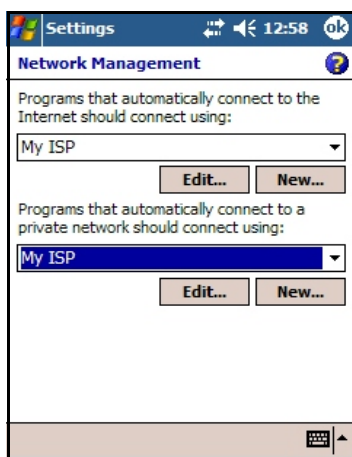 Settings 12:58 ok
Network Management ?
Programs that automatically connect to the
Internet should connect using:
My ISP
Edit... New...
Programs that automatically connect to a
private network should connect using:
My ISP
Edit... New...